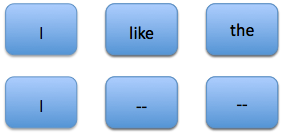 I like the
I -- --